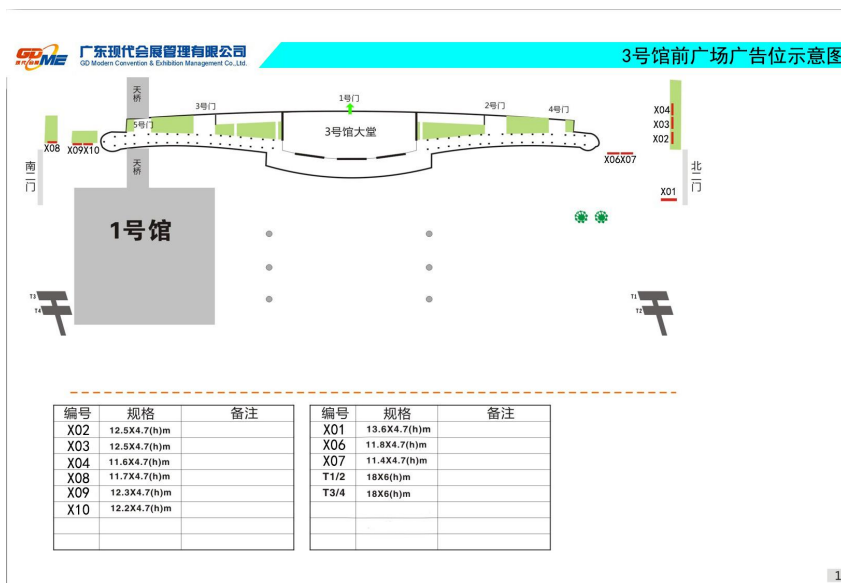 GDME
现代会展
广东现代会展管理有限公司
GD Modern Convention & Exhibition Management Co.,Ltd.
3号馆前广场广告位示意图
天桥
3号门
1号门
2号门
4号门
5号门
3号馆大堂
X04
X03
X02
X08
X09X10
天桥
X06X07
南二门
北二门
X01
1号馆
T3
T4
T1
T2
编号 规格 备注
X02 12.5X4.7(h)m
X03 12.5X4.7(h)m
X04 11.6X4.7(h)m
X08 11.7X4.7(h)m
X09 12.3X4.7(h)m
X10 12.2X4.7(h)m
编号 规格 备注
X01 13.6X4.7(h)m
X06 11.8X4.7(h)m
X07 11.4X4.7(h)m
T1/2 18X6(h)m
T3/4 18X6(h)m
1